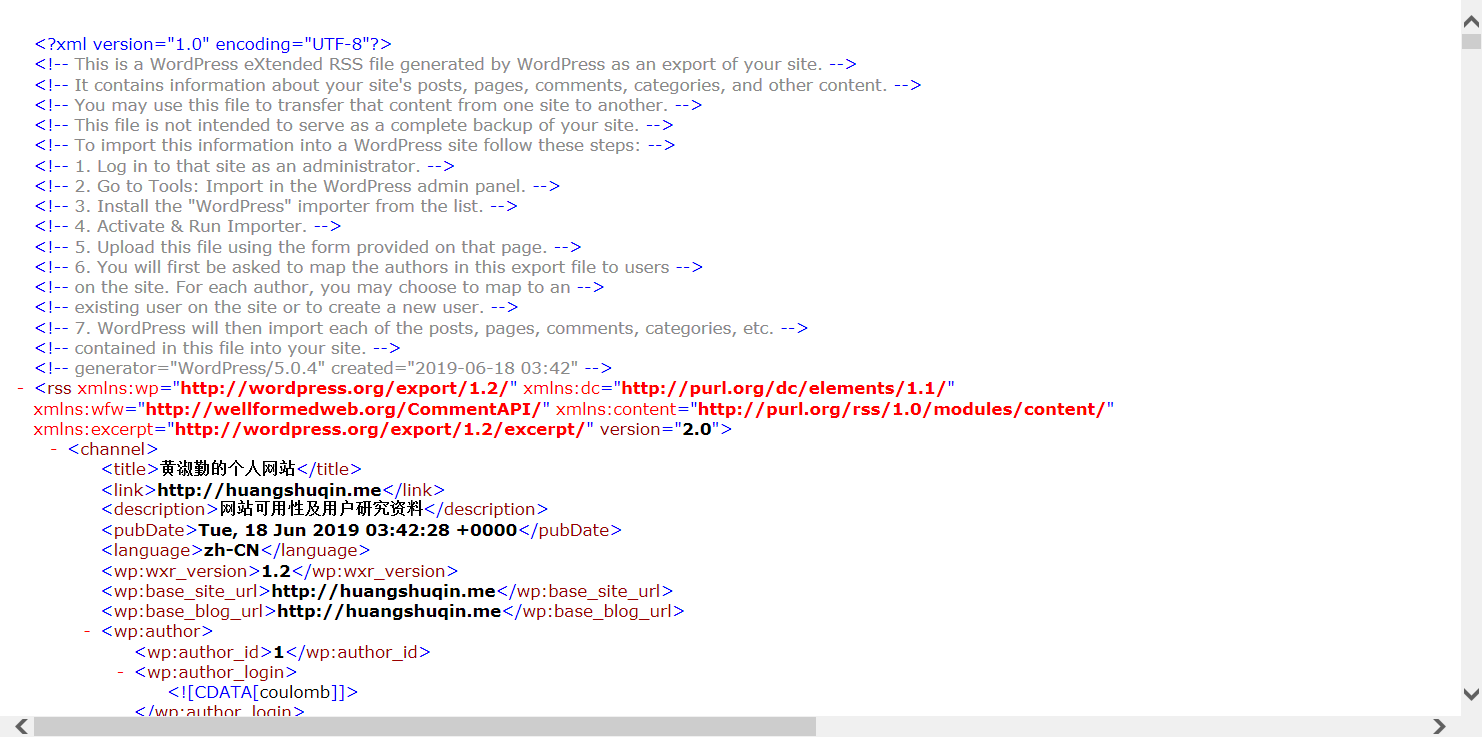 <?xml version="1.0" encoding="UTF-8"?>
<!-- This is a WordPress eXtended RSS file generated by WordPress as an export of your site. -->
<!-- It contains information about your site's posts, pages, comments, categories, and other content. -->
<!-- You may use this file to transfer that content from one site to another. -->
<!-- This file is not intended to serve as a complete backup of your site. -->
<!-- To import this information into a WordPress site follow these steps: -->
<!-- 1. Log in to that site as an administrator. -->
<!-- 2. Go to Tools: Import in the WordPress admin panel. -->
<!-- 3. Install the "WordPress" importer from the list. -->
<!-- 4. Activate & Run Importer. -->
<!-- 5. Upload this file using the form provided on that page. -->
<!-- 6. You will first be asked to map the authors in this export file to users -->
<!-- on the site. For each author, you may choose to map to an -->
<!-- existing user on the site or to create a new user. -->
<!-- 7. WordPress will then import each of the posts, pages, comments, categories, etc. -->
<!-- contained in this file into your site. -->
<!-- generator="WordPress/5.0.4" created="2019-06-18 03:42" -->
- <rss xmlns:wp="http://wordpress.org/export/1.2/" xmlns:dc="http://purl.org/dc/elements/1.1/"
xmlns:wfw="http://wellformedweb.org/CommentAPI/" xmlns:content="http://purl.org/rss/1.0/modules/content/"
xmlns:excerpt="http://wordpress.org/export/1.2/excerpt/" version="2.0">
- <channel>
<title>黄淑勤的个人网站</title>
<link>http://huangshuqin.me</link>
<description>网站可用性及用户研究资料</description>
<pubDate>Tue, 18 Jun 2019 03:42:28 +0000</pubDate>
<language>zh-CN</language>
<wp:wxr_version>1.2</wp:wxr_version>
<wp:base_site_url>http://huangshuqin.me</wp:base_site_url>
<wp:base_blog_url>http://huangshuqin.me</wp:base_blog_url>
- <wp:author>
<wp:author_id>1</wp:author_id>
- <wp:author_login>
<![CDATA[coulomb]]>
</wp:author_login>